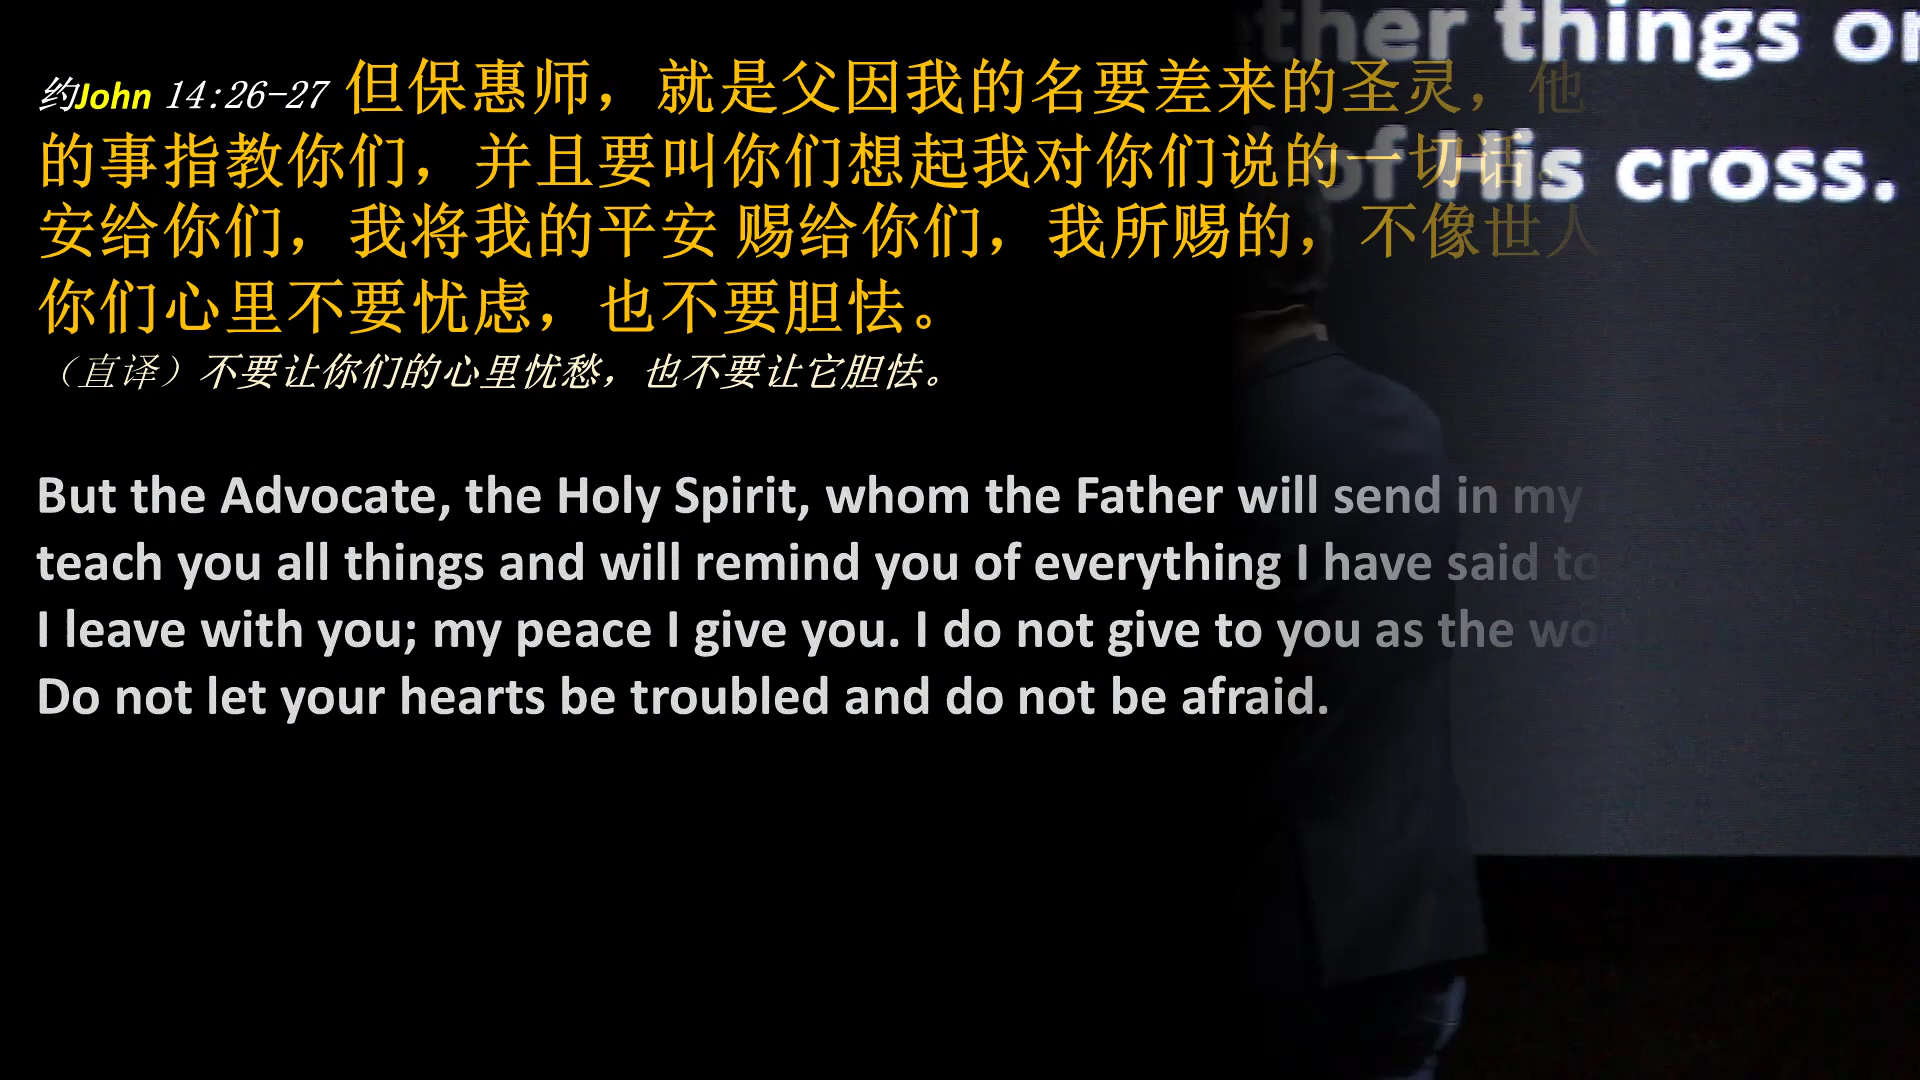 约John 14:26-27 但保惠师，就是父因我的名要差来的圣灵，他
的事指教你们，并且要叫你们想起我对你们说的一切话。
安给你们，我将我的平安 赐给你们，我所赐的，不像世人
你们心里不要忧虑，也不要胆怯。
（直译）不要让你们的心里忧愁，也不要让它胆怯。
But the Advocate, the Holy Spirit, whom the Father will send in my
teach you all things and will remind you of everything I have said to
I leave with you; my peace I give you. I do not give to you as the
Do not let your hearts be troubled and do not be afraid.
things
of His cross.